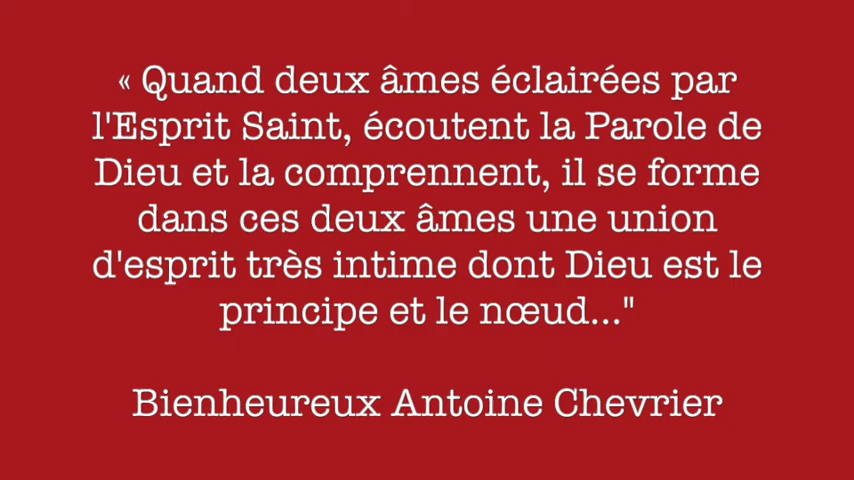 « Quand deux âmes éclairées par
l'Esprit Saint, écoutent la Parole de
Dieu et la comprennent, il se forme
dans ces deux âmes une union
d'esprit très intime dont Dieu est le
principe et le nœud..."
Bienheureux Antoine Chevrier